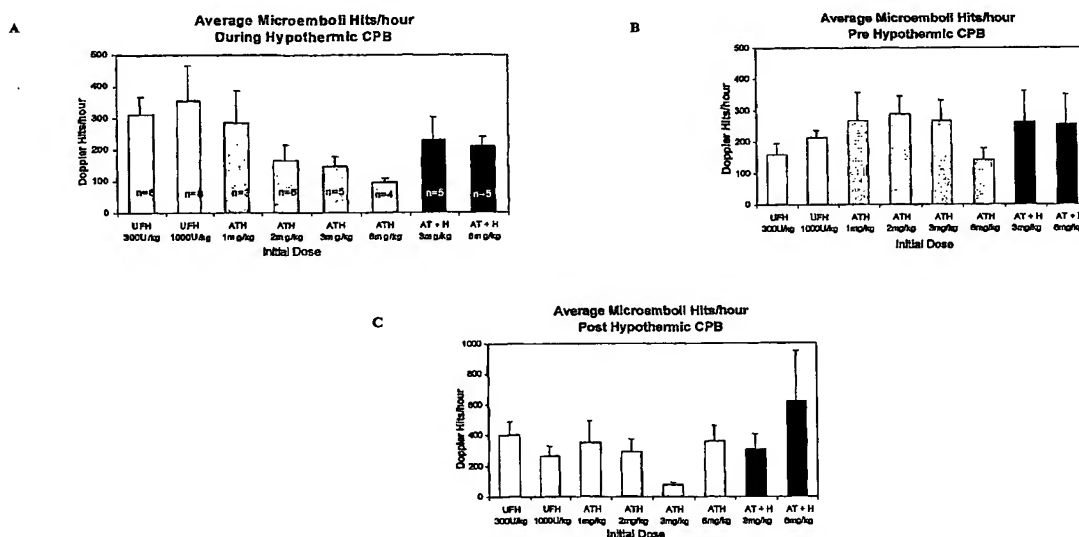 A
Average Microemboli Hits/hour
During Hypothermic CPB
Doppler Hits/hour
500
400
300
200
100
0
n=6
n=3
n=6
n=5
n=4
n=5
n=5
UFH UFH ATH ATH ATH ATH AT + H AT + H
300U/kg 1000U/kg 1mg/kg 2mg/kg 3mg/kg 6mg/kg 3mg/kg 6mg/kg
Initial Dose
B
Average Microemboli Hits/hour
Pre Hypothermic CPB
Doppler Hits/hour
500
400
300
200
100
0
UFH UFH ATH ATH ATH ATH AT + H AT + H
300U/kg 1000U/kg 1mg/kg 2mg/kg 3mg/kg 6mg/kg 3mg/kg 6mg/kg
Initial Dose
C
Average Microemboli Hits/hour
Post Hypothermic CPB
Doppler Hits/hour
1000
800
600
400
200
0
UFH UFH ATH ATH ATH ATH AT + H AT + H
300U/kg 1000U/kg 1mg/kg 2mg/kg 3mg/kg 6mg/kg 3mg/kg 6mg/kg
Initial Dose